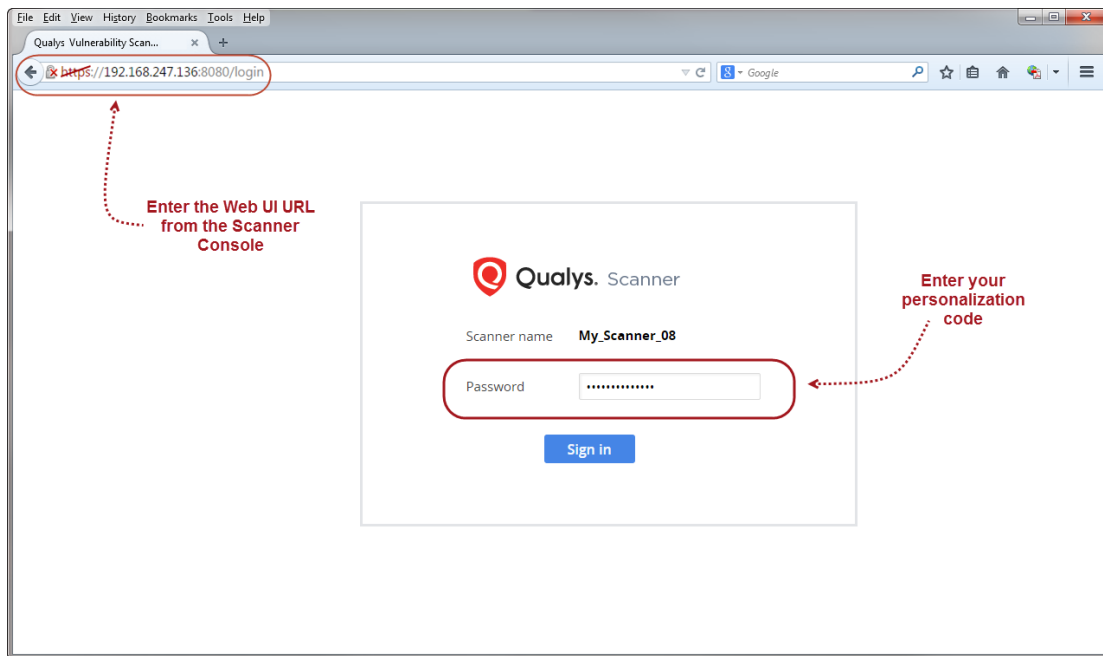 File Edit View History Bookmarks Tools Help
Qualys Vulnerability Scan...
https://192.168.247.136:8080/login
Google
Enter the Web UI URL
from the Scanner
Console
Qualys. Scanner
Enter your
personalization
code
Scanner name My_Scanner_08
Password ••••••••••••••
Sign in